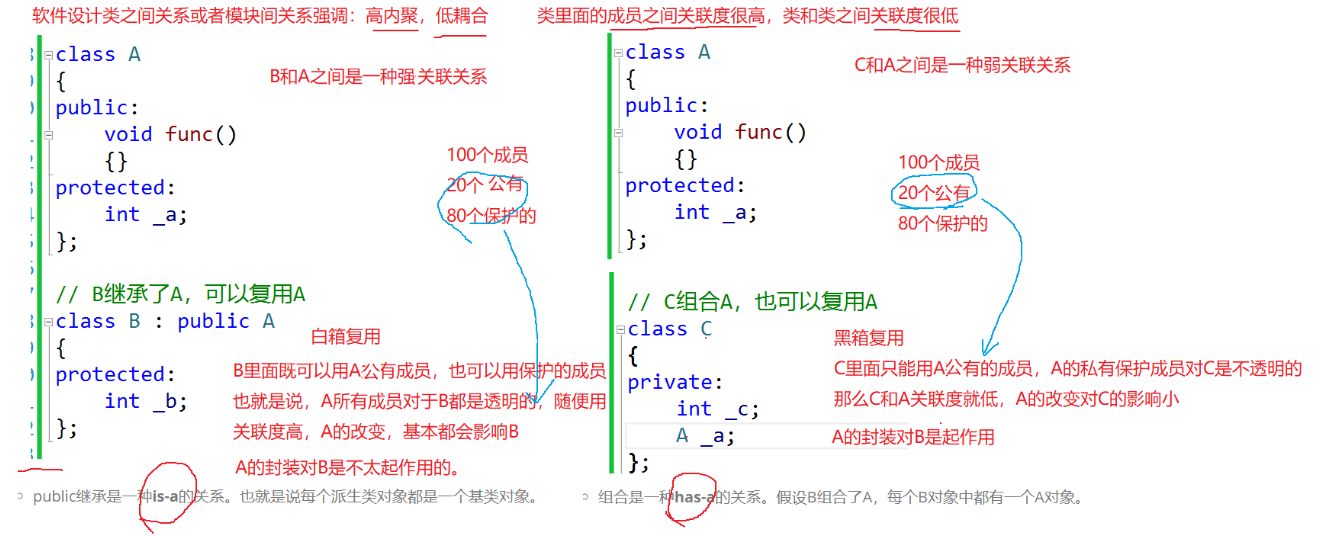 软件设计类之间关系或者模块间关系强调：高内聚，低耦合
类里面的成员之间关联度很高，类和类之间关联度很低
class A
{
public:
void func()
{}
protected:
int _a;
};
B和A之间是一种强关联关系
100个成员
20个 公有
80个保护的
// B继承了A，可以复用A
class B : public A
{
protected:
int _b;
};
白箱复用
B里面既可以用A公有成员，也可以用保护的成员
也就是说，A所有成员对于B都是透明的，随便用
关联度高，A的改变，基本都会影响B
A的封装对B是不太起作用的。
public继承是一种is-a的关系。也就是说每个派生类对象都是一个基类对象。
class A
{
public:
void func()
{}
protected:
int _a;
};
C和A之间是一种弱关联关系
100个成员
20个公有
80个保护的
// C组合A，也可以复用A
class C
{
private:
int _c;
A _a;
};
黑箱复用
C里面只能用A公有的成员，A的私有保护成员对C是不透明的
那么C和A关联度就低，A的改变对C的影响小
A的封装对B是起作用
组合是一种has-a的关系。假设B组合了A，每个B对象中都有一个A对象。